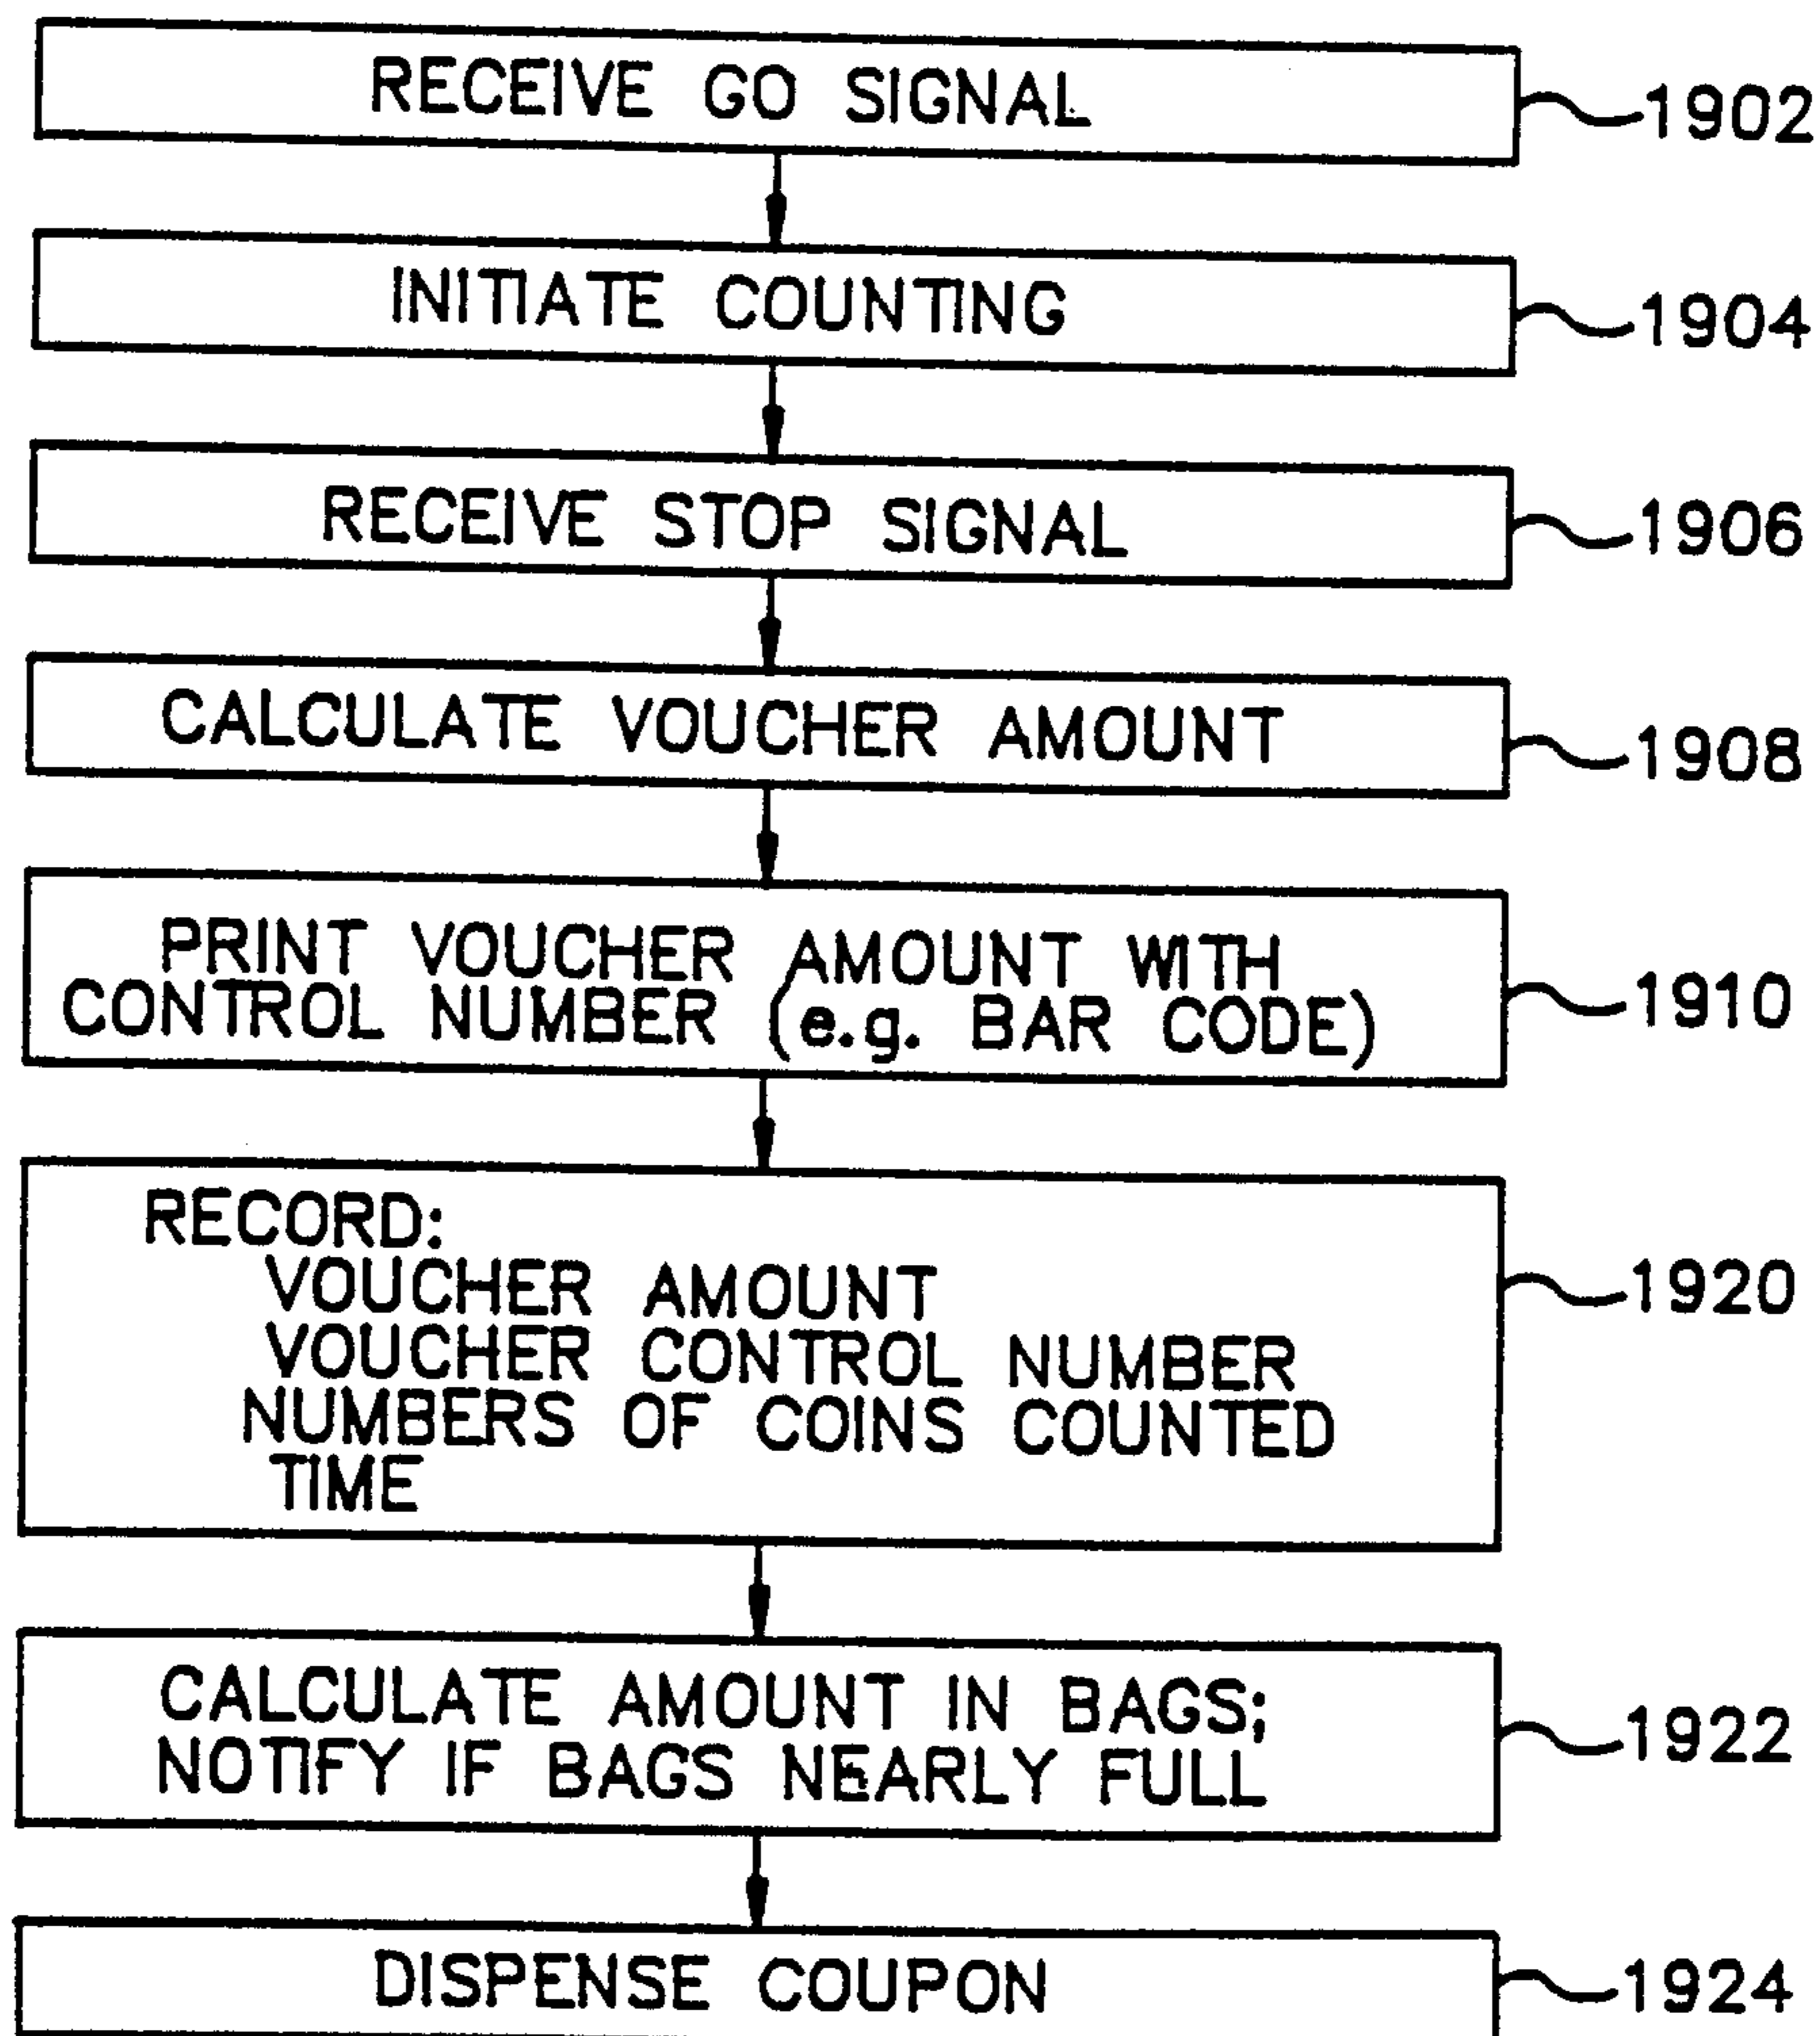 RECEIVE GO SIGNAL
1902
INITIATE COUNTING
1904
RECEIVE STOP SIGNAL
1906
CALCULATE VOUCHER AMOUNT
1908
PRINT VOUCHER AMOUNT WITH
CONTROL NUMBER (e.g. BAR CODE)
1910
RECORD:
VOUCHER AMOUNT
VOUCHER CONTROL NUMBER
NUMBERS OF COINS COUNTED
TIME
1920
CALCULATE AMOUNT IN BAGS;
NOTIFY IF BAGS NEARLY FULL
1922
DISPENSE COUPON
1924